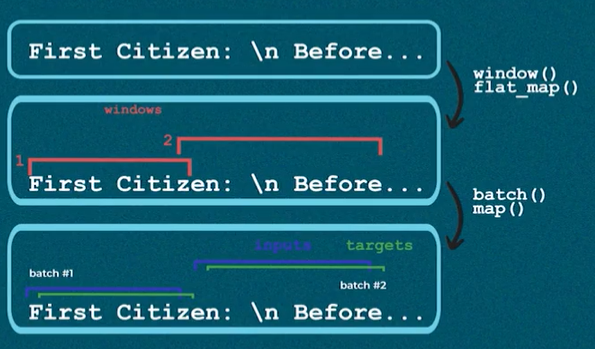 First Citizen: \n Before...
window()
flat_map()
windows
2
1
First Citizen: \n Before...
batch()
map()
inputs targets
batch #1
batch #2
First Citizen: \n Before...